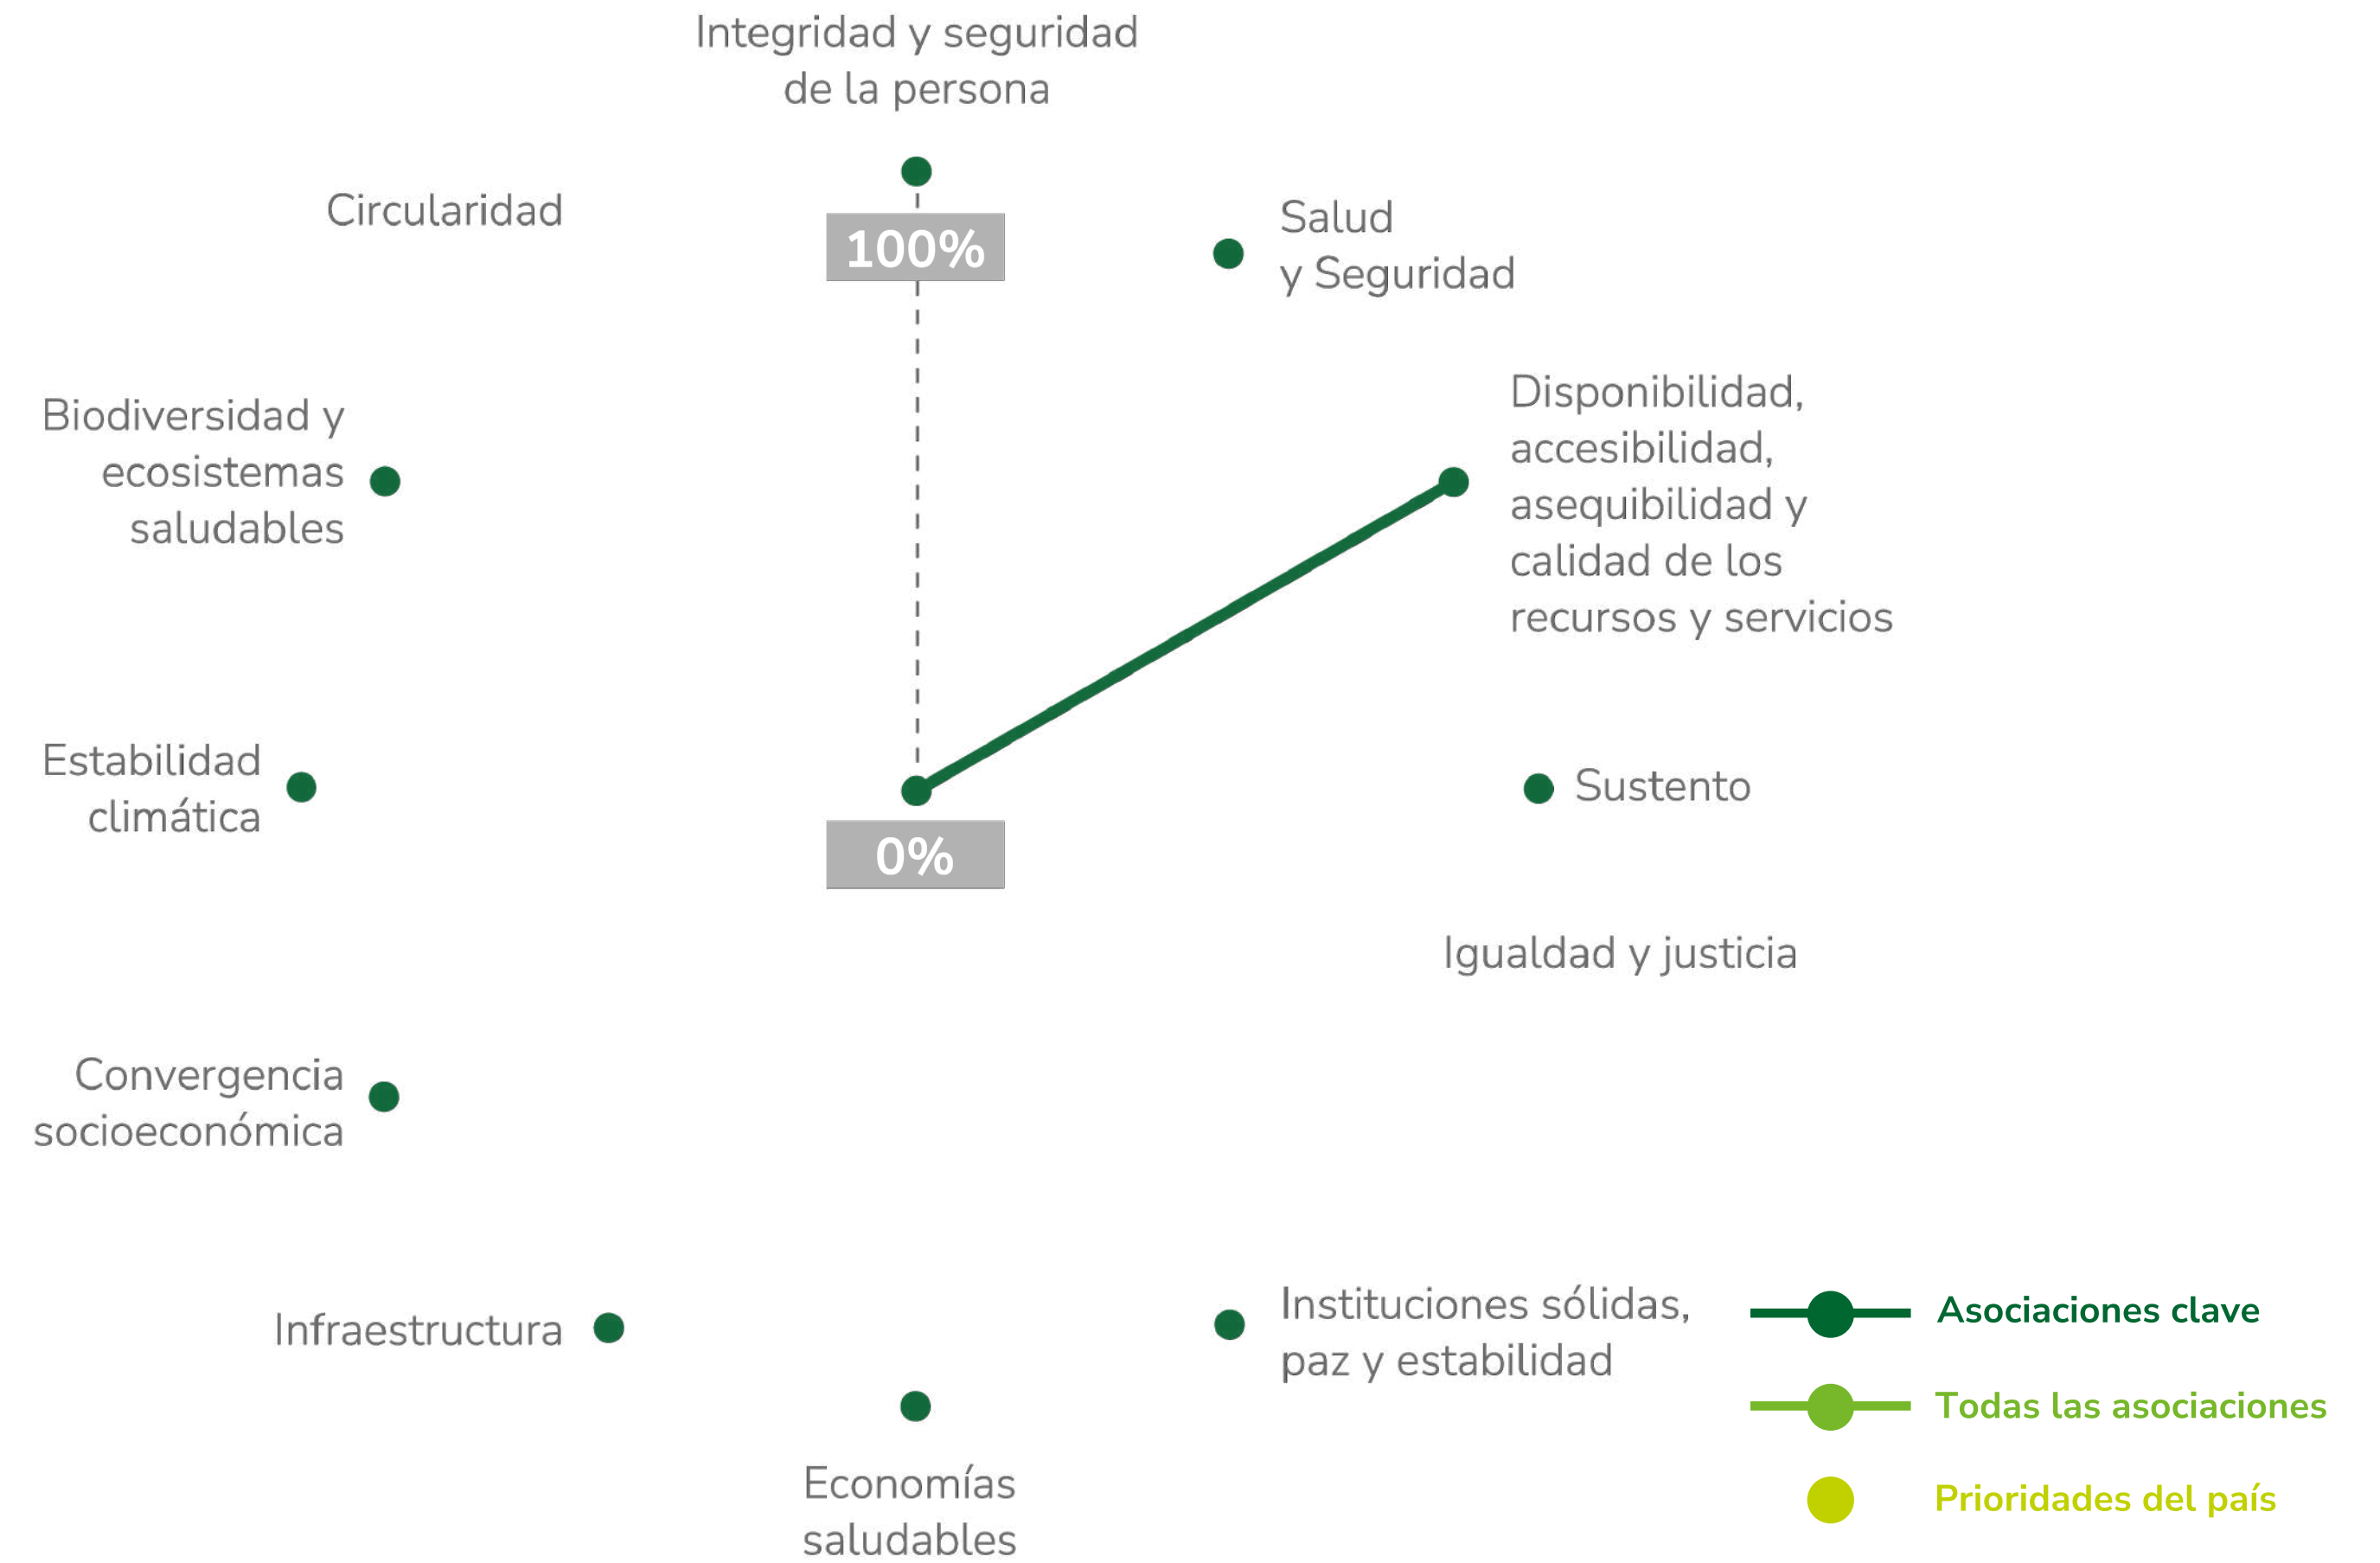 Integridad y seguridad
de la persona
Circularidad
100%
Salud
y Seguridad
Biodiversidad y
ecosistemas
saludables
Disponibilidad,
accesibilidad,
asequibilidad y
calidad de los
recursos y servicios
Estabilidad
climática
Sustento
0%
Igualdad y justicia
Convergencia
socioeconómica
Infraestructura
Instituciones sólidas,
paz y estabilidad
Economías
saludables
Asociaciones clave
Todas las asociaciones
Prioridades del país